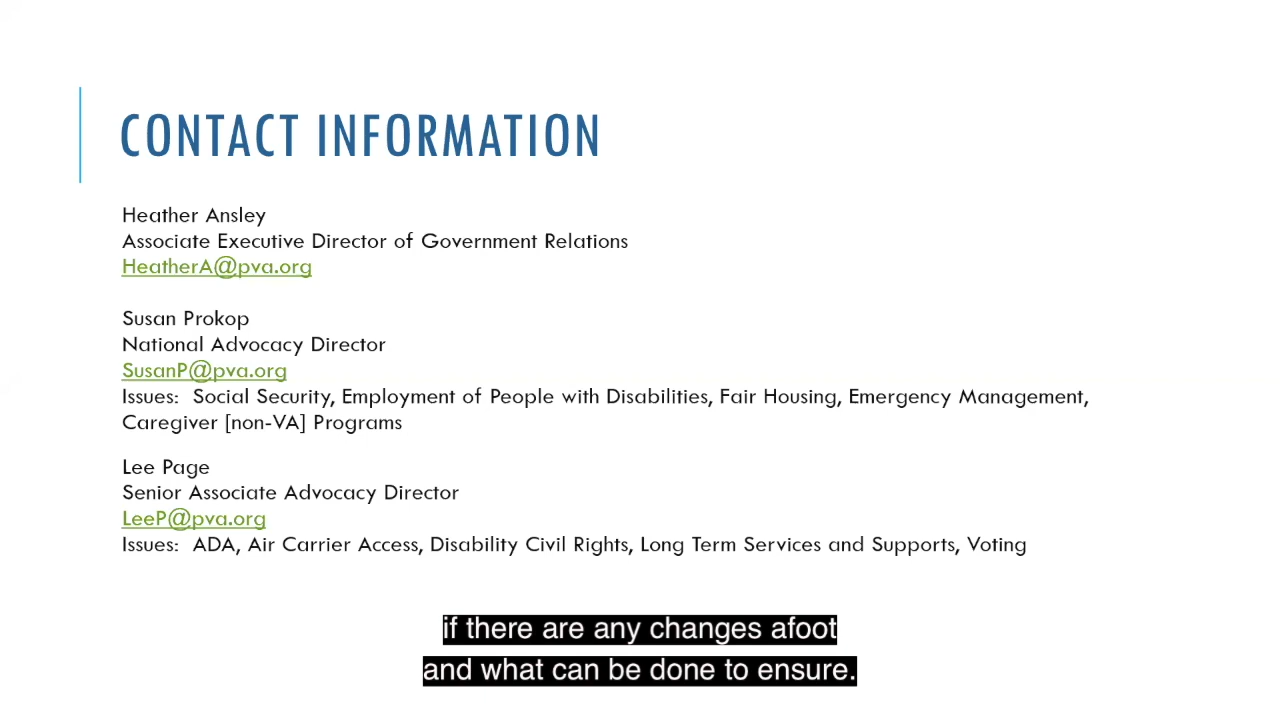 CONTACT INFORMATION
Heather Ansley
Associate Executive Director of Government Relations
HeatherA@pva.org
Susan Prokop
National Advocacy Director
SusanP@pva.org
Issues:  Social Security, Employment of People with Disabilities, Fair Housing, Emergency Management,
Caregiver [non-VA] Programs
Lee Page
Senior Associate Advocacy Director
LeeP@pva.org
Issues:  ADA, Air Carrier Access, Disability Civil Rights, Long Term Services and Supports, Voting
if there are any changes afoot
and what can be done to ensure.